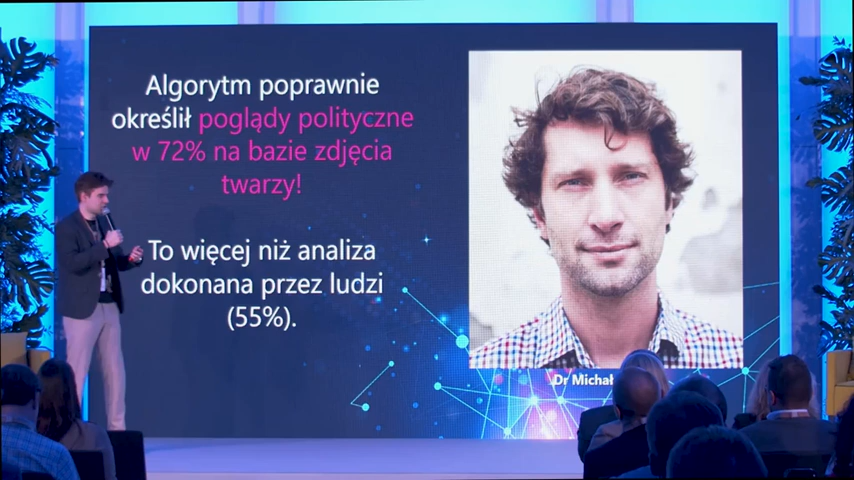 Algorytm poprawnie
określił poglądy polityczne
w 72% na bazie zdjęcia
twarzy!
To więcej niż analiza
dokonana przez ludzi
(55%).
Dr Michał